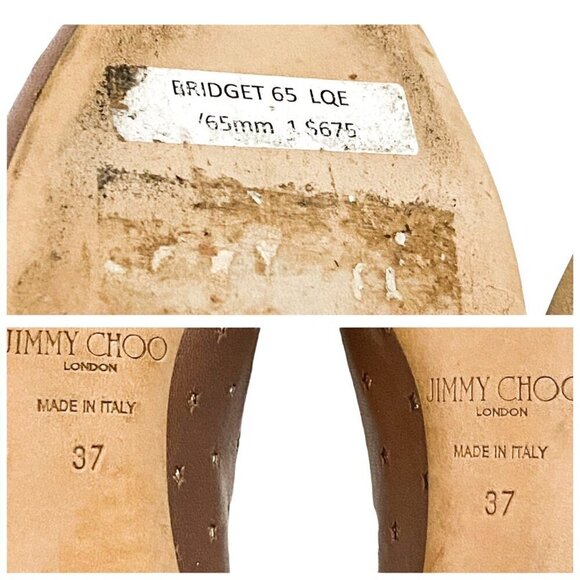 BRIDGET 65 LQE
/65mm 1 $675
JIMMY CHOO
LONDON
MADE IN ITALY
37
JIMMY CHOO
LONDON
MADE IN ITALY
37